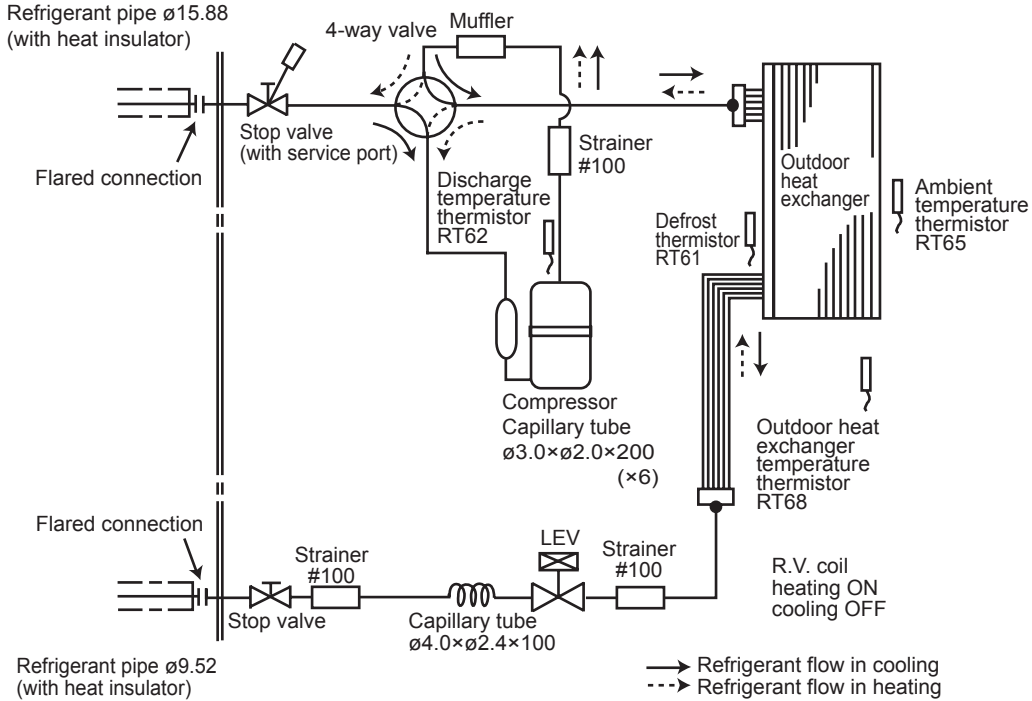 Refrigerant pipe ø15.88
(with heat insulator)
4-way valve
Muffler
Stop valve
(with service port)
Flared connection
Strainer
#100
Discharge
temperature
thermistor
RT62
Outdoor
heat
exchanger
Ambient
temperature
thermistor
RT65
Defrost
thermistor
RT61
Compressor
Capillary tube
ø3.0×ø2.0×200
(×6)
Outdoor heat
exchanger
temperature
thermistor
RT68
Flared connection
Strainer
#100
LEV
Strainer
#100
R.V. coil
heating ON
cooling OFF
Stop valve
Capillary tube
ø4.0×ø2.4×100
Refrigerant pipe ø9.52
(with heat insulator)
Refrigerant flow in cooling
Refrigerant flow in heating